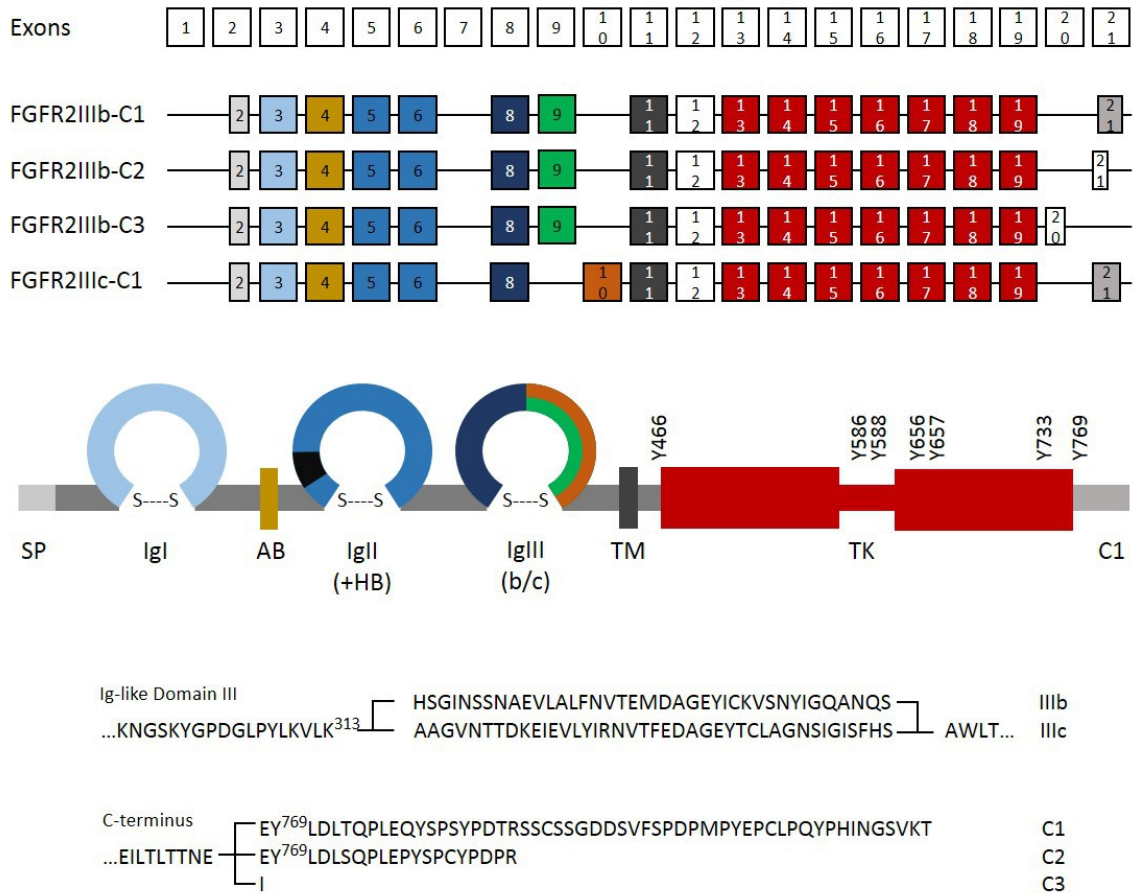 Exons 1 2 3 4 5 6 7 8 9 10 11 12 13 14 15 16 17 18 19 20 21
FGFR2IIIb-C1 2 3 4 5 6 8 9 11 12 13 14 15 16 17 18 19 21
FGFR2IIIb-C2 2 3 4 5 6 8 9 11 12 13 14 15 16 17 18 19 21
FGFR2IIIb-C3 2 3 4 5 6 8 9 11 12 13 14 15 16 17 18 19 20
FGFR2IIIc-C1 2 3 4 5 6 8 10 11 12 13 14 15 16 17 18 19 21
Y466 Y586 Y588 Y656 Y657 Y733 Y769
S----S S----S S----S
SP IgI AB IgII TM TK C1 IgIII
(+HB) (b/c)
Ig-like Domain III
HSGINSSNAEVLALFNVTEMDAGEYICKVSNYIGQANQS IIIb
...KNGSKYGPDGLPYLKVLK313 AAGVNTTDKEIEVLYIRNVTFEDAGEYTCLAGNSIGISFHS AWLT... IIIc
C-terminus
EY769LDLTQPLEQYSPSYPDTRSSCSSGDDSVFSPDPMPYEPCLPQYPHINGSVKT C1
...EILTLTTNE EY769LDLSQPLEPYSPCYPDPR C2
I C3